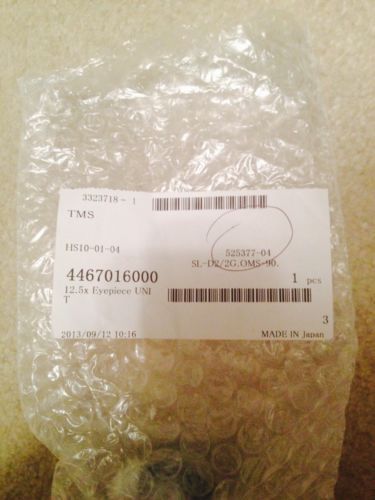 3323718 - 1
TMS
HS10-01-04
525377-04
SL-D2/2G.OMS-90.
4467016000
1 pcs
12.5x Eyepiece UNI
T
3
2013/09/12 10:16
MADE IN Japan